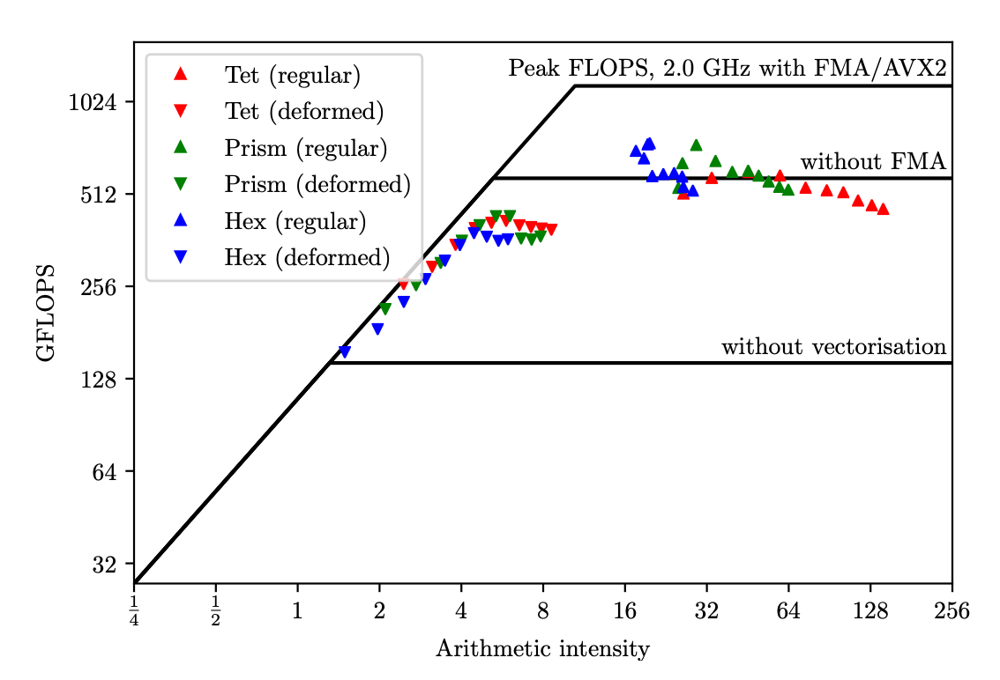 Peak FLOPS, 2.0 GHz with FMA/AVX2
without FMA
without vectorisation
Tet (regular)
Tet (deformed)
Prism (regular)
Prism (deformed)
Hex (regular)
Hex (deformed)
GFLOPS
1024
512
256
128
64
32
1/4 1/2 1 2 4 8 16 32 64 128 256
Arithmetic intensity